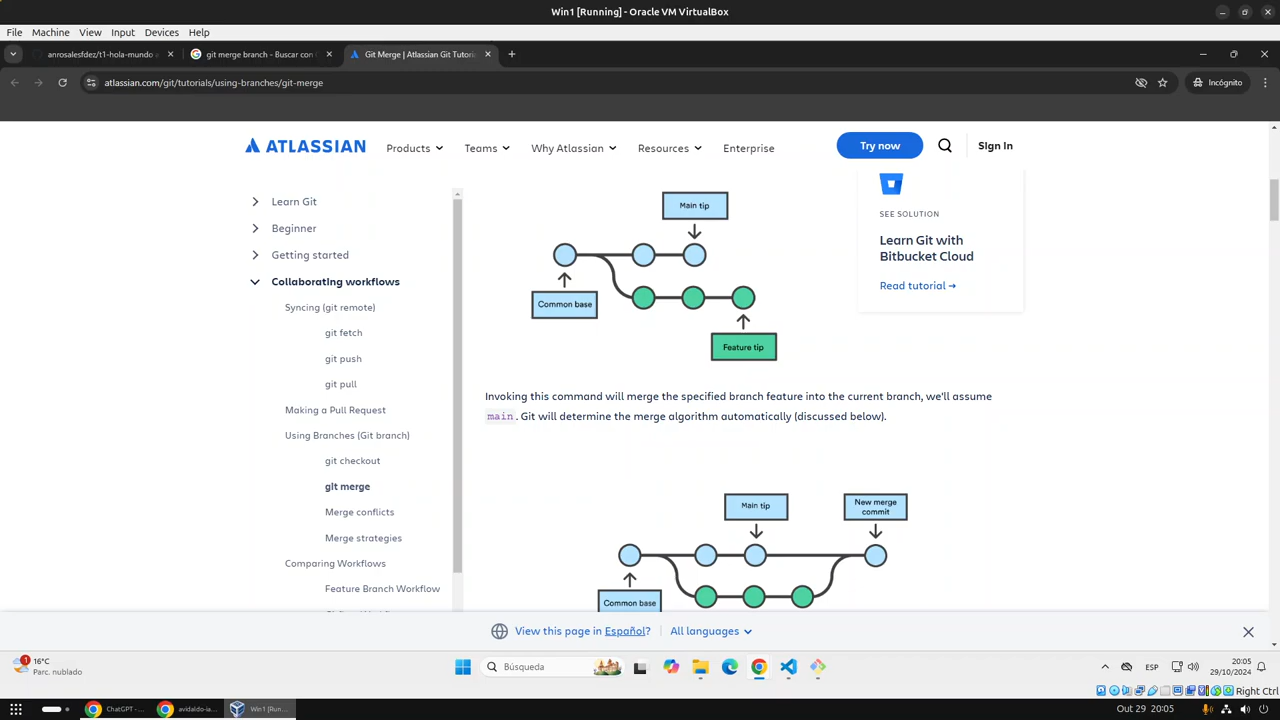 Win1 [Running] - Oracle VM VirtualBox
File Machine View Input Devices Help
anrosalesfdez/t1-hola-mundo
git merge branch - Buscar con
Git Merge | Atlassian Git Tutori
atlassian.com/git/tutorials/using-branches/git-merge
Incógnito
ATLASSIAN
Products
Teams
Why Atlassian
Resources
Enterprise
Try now
Sign In
Learn Git
Beginner
Getting started
Collaborating workflows
Syncing (git remote)
git fetch
git push
git pull
Making a Pull Request
Using Branches (Git branch)
git checkout
git merge
Merge conflicts
Merge strategies
Comparing Workflows
Feature Branch Workflow
Main tip
Common base
Feature tip
SEE SOLUTION
Learn Git with
Bitbucket Cloud
Read tutorial →
Invoking this command will merge the specified branch feature into the current branch, we'll assume
main. Git will determine the merge algorithm automatically (discussed below).
Main tip
New merge
commit
Common base
View this page in Español?
All languages
1
16°C
Parc. nublado
Búsqueda
ESP
20:05
29/10/2024
Right Ctrl
ChatGPT - ...
avidaldo-ia...
Win1 [Run...
Out 29 20:05